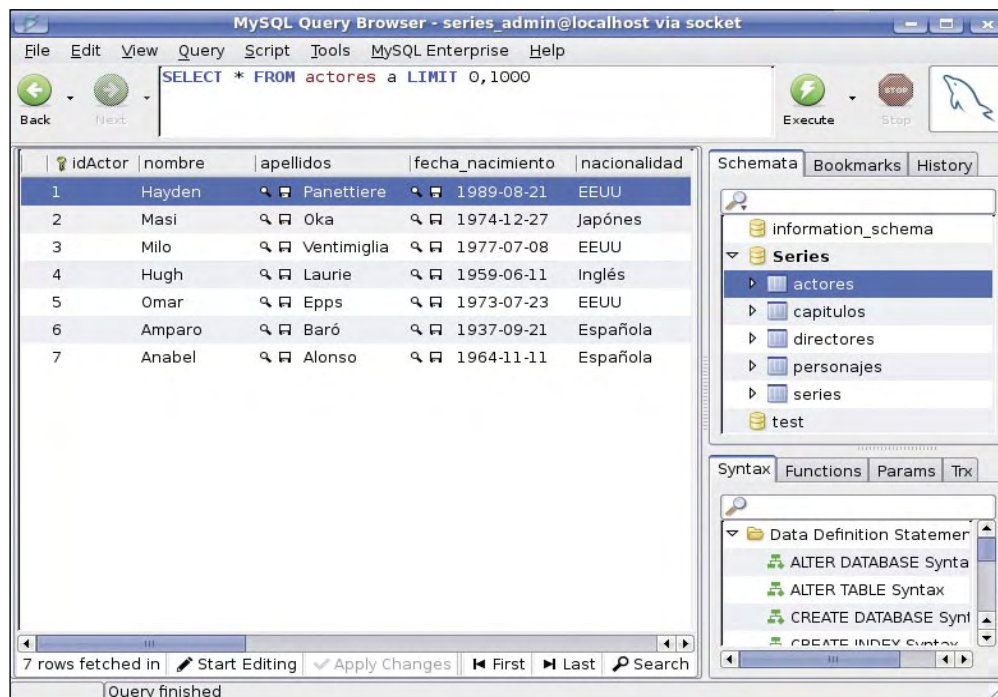 MySQL Query Browser - series_admin@localhost via socket
File Edit View Query Script Tools MySQL Enterprise Help
SELECT * FROM actores a LIMIT 0,1000
Back Next Execute Stop
STOP
idActor nombre apellidos fecha_nacimiento nacionalidad
1 Hayden Panettiere 1989-08-21 EEUU
2 Masi Oka 1974-12-27 Japónes
3 Milo Ventimiglia 1977-07-08 EEUU
4 Hugh Laurie 1959-06-11 Inglés
5 Omar Epps 1973-07-23 EEUU
6 Amparo Baró 1937-09-21 Española
7 Anabel Alonso 1964-11-11 Española
Schemata Bookmarks History
information_schema
Series
actores
capitulos
directores
personajes
series
test
Syntax Functions Params Trx
Data Definition Statemer
ALTER DATABASE Synta
ALTER TABLE Syntax
CREATE DATABASE Synt
CREATE INDEX Syntax
7 rows fetched in Start Editing Apply Changes First Last Search
Query finished